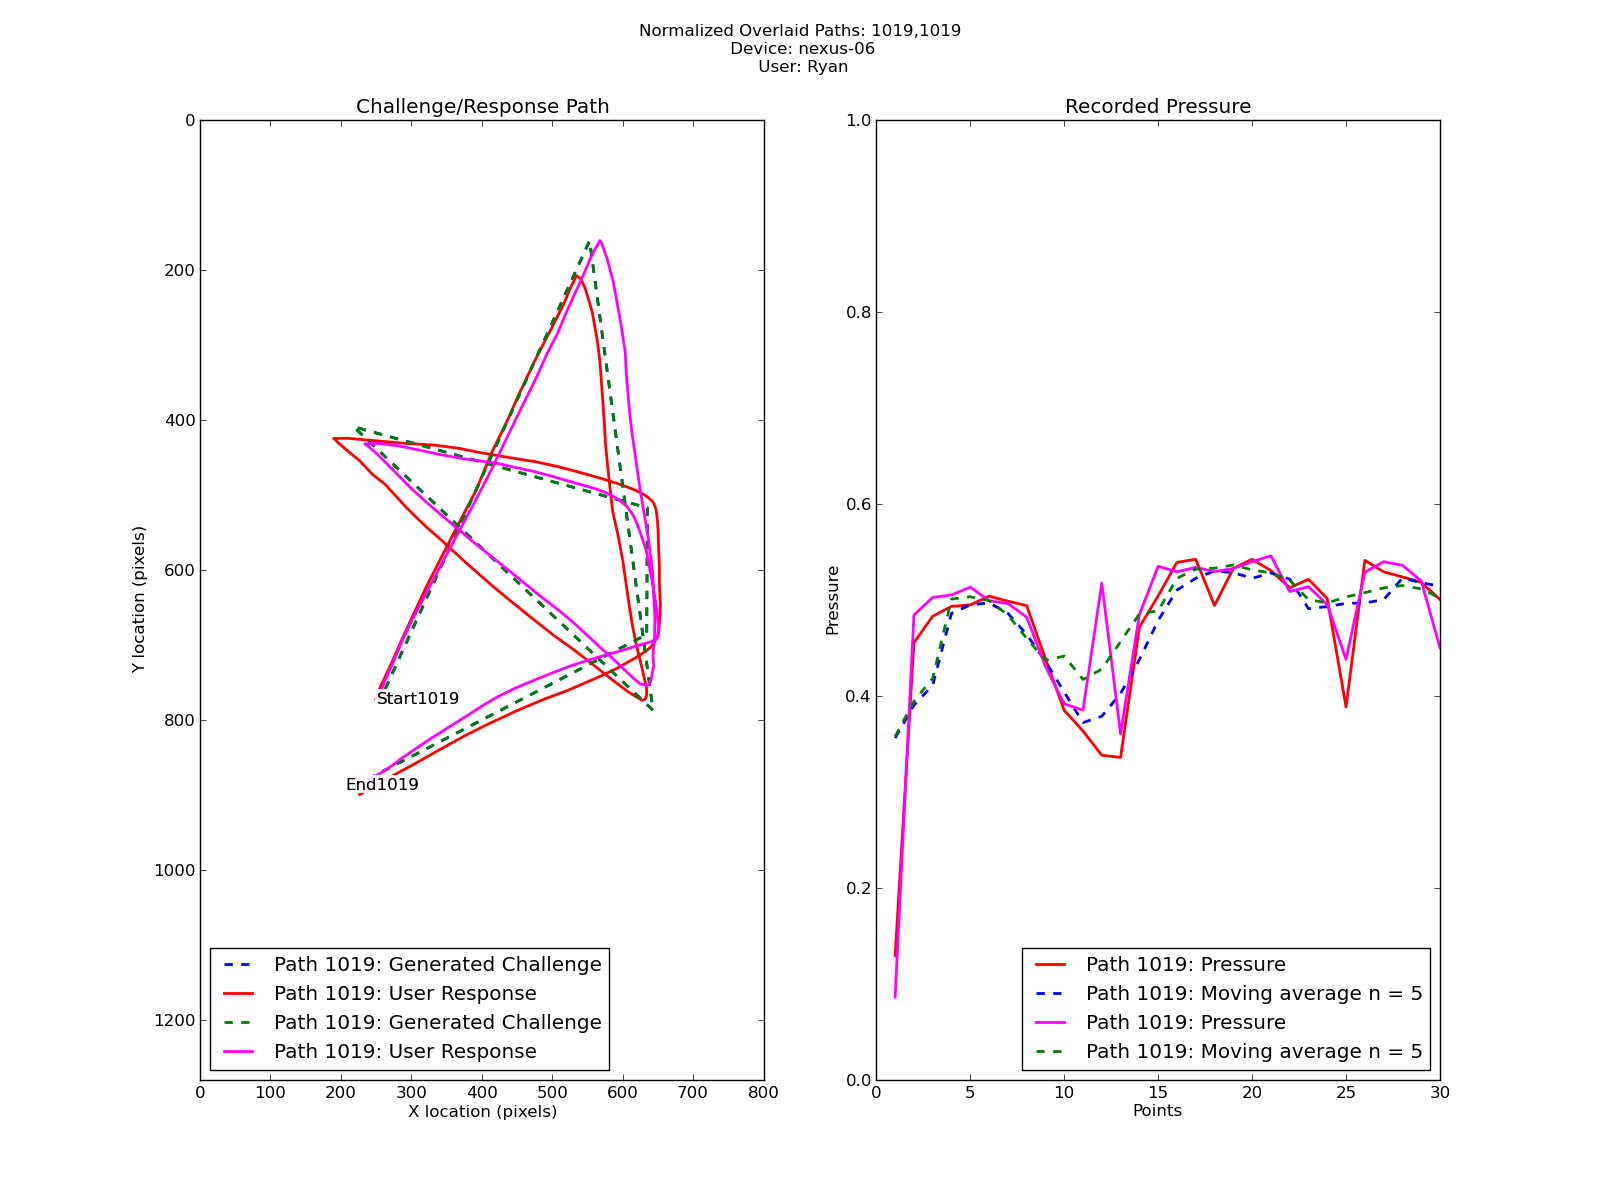 Normalized Overlaid Paths: 1019,1019
Device: nexus-06
User: Ryan
Challenge/Response Path
0
200
400
600
800
1000
1200
Y location (pixels)
Start1019
End1019
Path 1019: Generated Challenge
Path 1019: User Response
Path 1019: Generated Challenge
Path 1019: User Response
0 100 200 300 400 500 600 700 800
X location (pixels)
Recorded Pressure
1.0
0.8
0.6
0.4
0.2
0.0
Pressure
Path 1019: Pressure
Path 1019: Moving average n = 5
Path 1019: Pressure
Path 1019: Moving average n = 5
0 5 10 15 20 25 30
Points